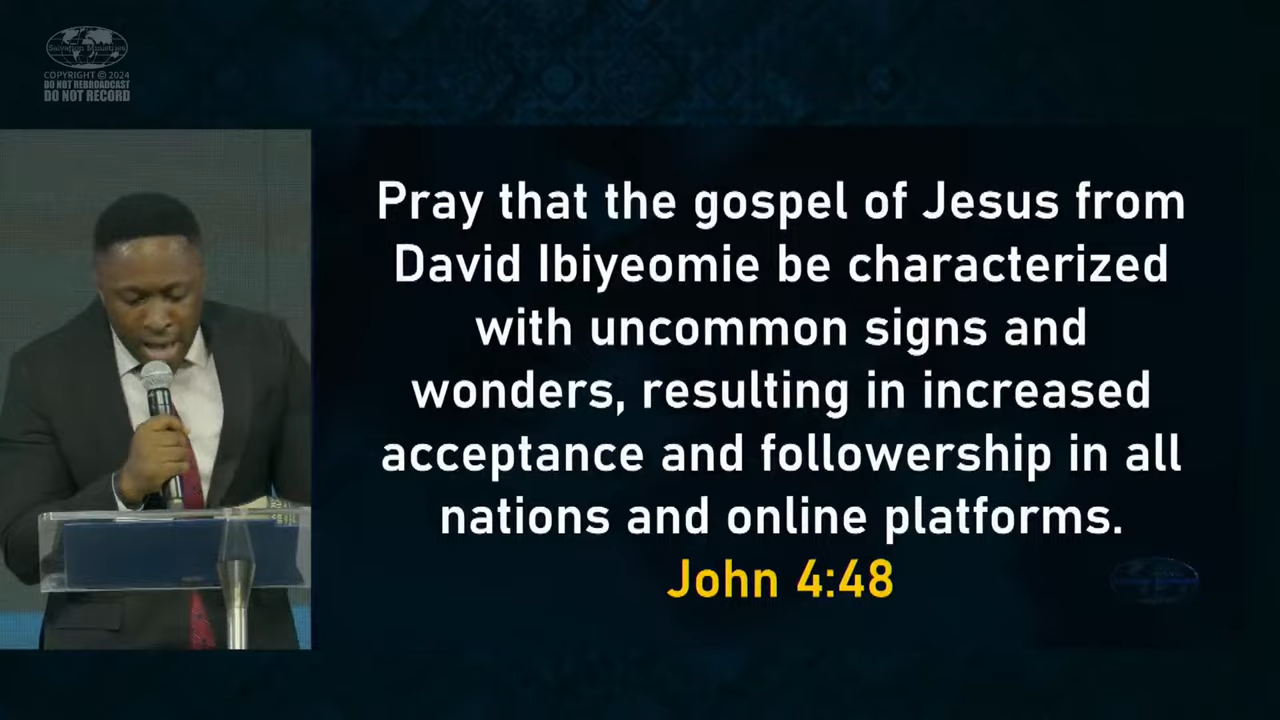 Salvation Ministries
COPYRIGHT © 2024
DO NOT REBROADCAST
DO NOT RECORD
Pray that the gospel of Jesus from
David Ibiyeomie be characterized
with uncommon signs and
wonders, resulting in increased
acceptance and followership in all
nations and online platforms.
John 4:48